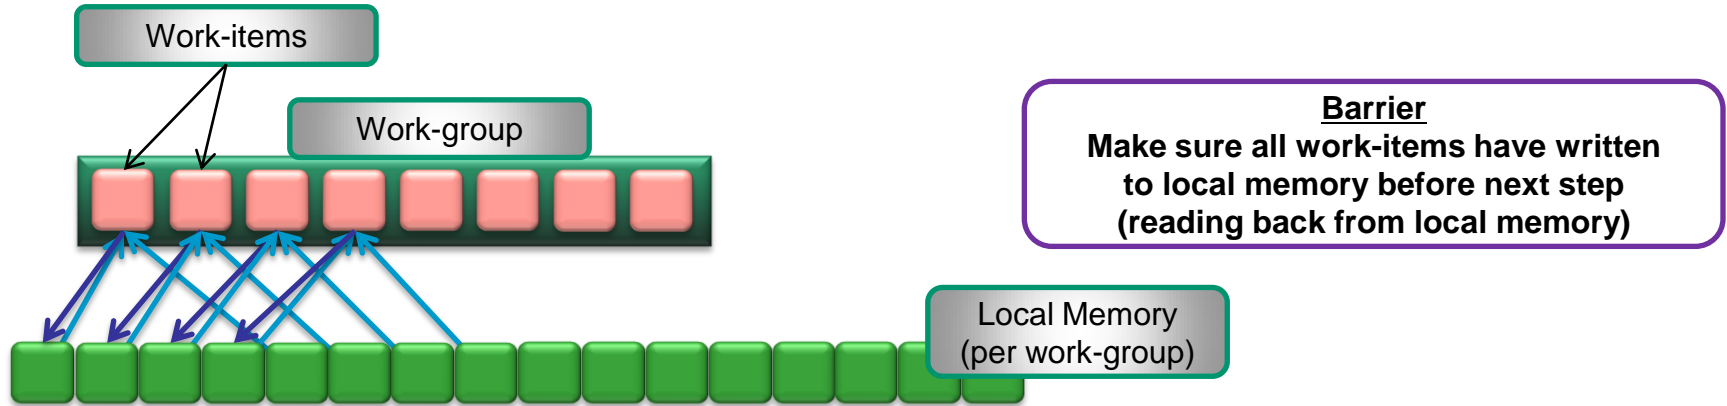 Work-items
Work-group
Barrier
Make sure all work-items have written
to local memory before next step
(reading back from local memory)
Local Memory
(per work-group)